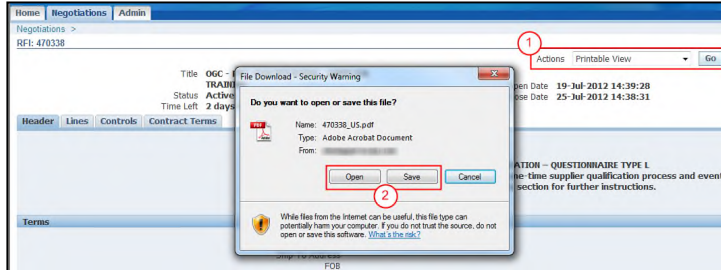 Home Negotiations Admin
Negotiations >
RFI: 470338
1
Actions Printable View Go
Title OGC -
TRAINI
Status Active
Time Left 2 days
pen Date 19-Jul-2012 14:39:28
ose Date 25-Jul-2012 14:38:31
Header Lines Controls Contract Terms
File Download - Security Warning
Do you want to open or save this file?
Name: 470338_US.pdf
Type: Adobe Acrobat Document
From:
Open Save Cancel
2
While files from the Internet can be useful, this file type can
potentially harm your computer. If you do not trust the source, do not
open or save this software. What's the risk?
ATION – QUESTIONNAIRE TYPE L
e-time supplier qualification process and event
section for further instructions.
Terms
Ship To Address
FOB